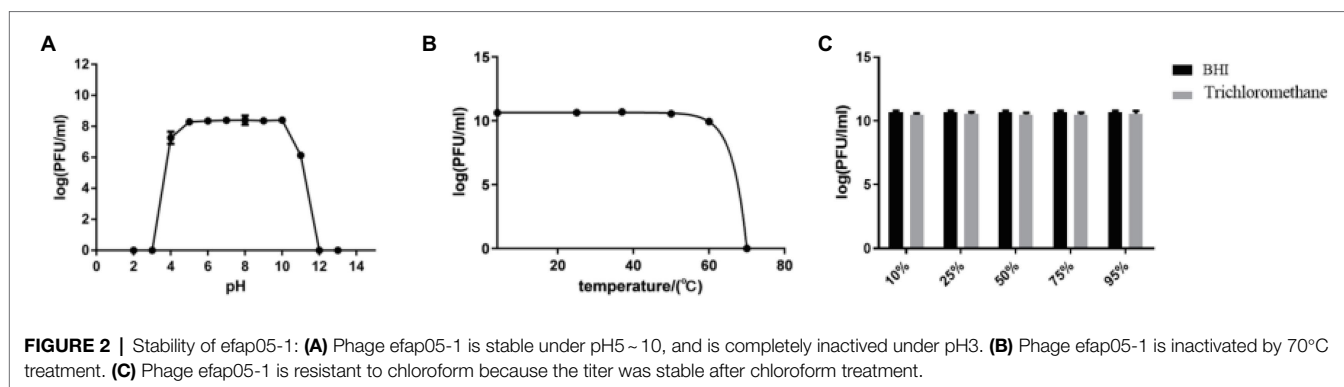 A
log(PFU/ml)
12
10
8
6
4
2
0
0 2 4 6 8 10 12 14
pH
B
log(PFU/ml)
15
10
5
0
20 40 60 80
temperature/(°C)
C
log(PFU/lml)
15
10
5
0
10% 25% 50% 75% 95%
BHI
Trichloromethane
FIGURE 2 | Stability of efap05-1: (A) Phage efap05-1 is stable under pH5 ~ 10, and is completely inactived under pH3. (B) Phage efap05-1 is inactivated by 70°C
treatment. (C) Phage efap05-1 is resistant to chloroform because the titer was stable after chloroform treatment.